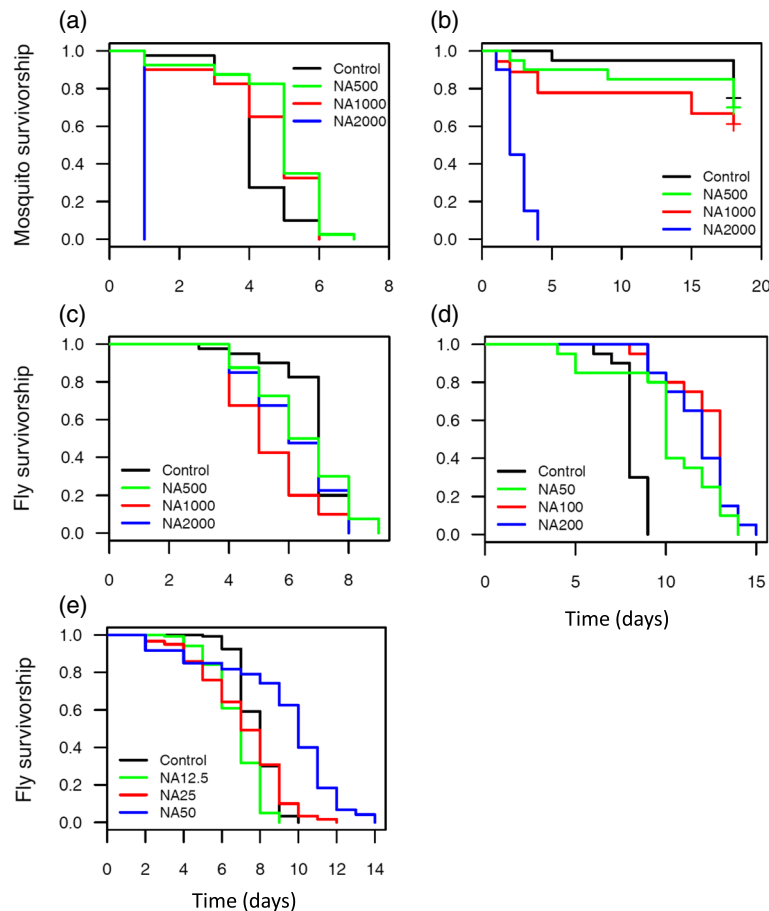 (a)
Mosquito survivorship
1.0
0.8
0.6
0.4
0.2
0.0
Control
NA500
NA1000
NA2000
0 2 4 6 8
(b)
1.0
0.8
0.6
0.4
0.2
0.0
Control
NA500
NA1000
NA2000
0 5 10 15 20
(c)
Fly survivorship
1.0
0.8
0.6
0.4
0.2
0.0
Control
NA500
NA1000
NA2000
0 2 4 6 8
(d)
1.0
0.8
0.6
0.4
0.2
0.0
Control
NA50
NA100
NA200
0 5 10 15
Time (days)
(e)
Fly survivorship
1.0
0.8
0.6
0.4
0.2
0.0
Control
NA12.5
NA25
NA50
0 2 4 6 8 10 12 14
Time (days)